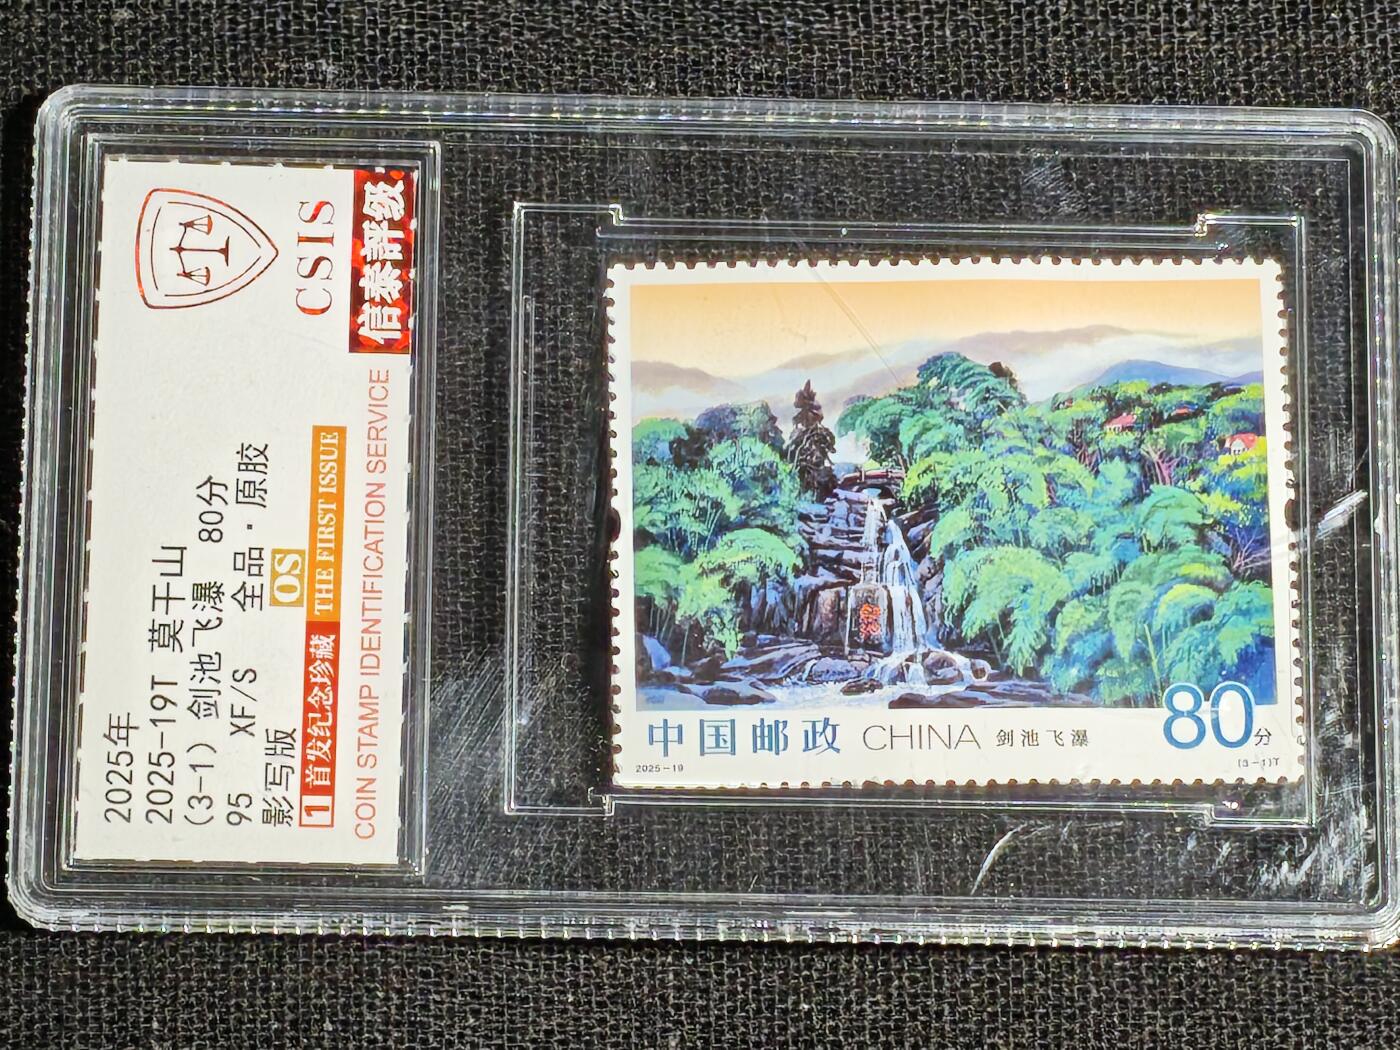 CSIS
信泰評级
2025年
2025-19T 莫干山
(3-1) 剑池飞瀑 80分
95 XF/S 全品·原胶
影写版 OS
1 首发纪念珍藏 THE FIRST ISSUE
COIN STAMP IDENTIFICATION SERVICE
中国邮政 CHINA 剑池飞瀑 80分
2025-19 (3-1)T